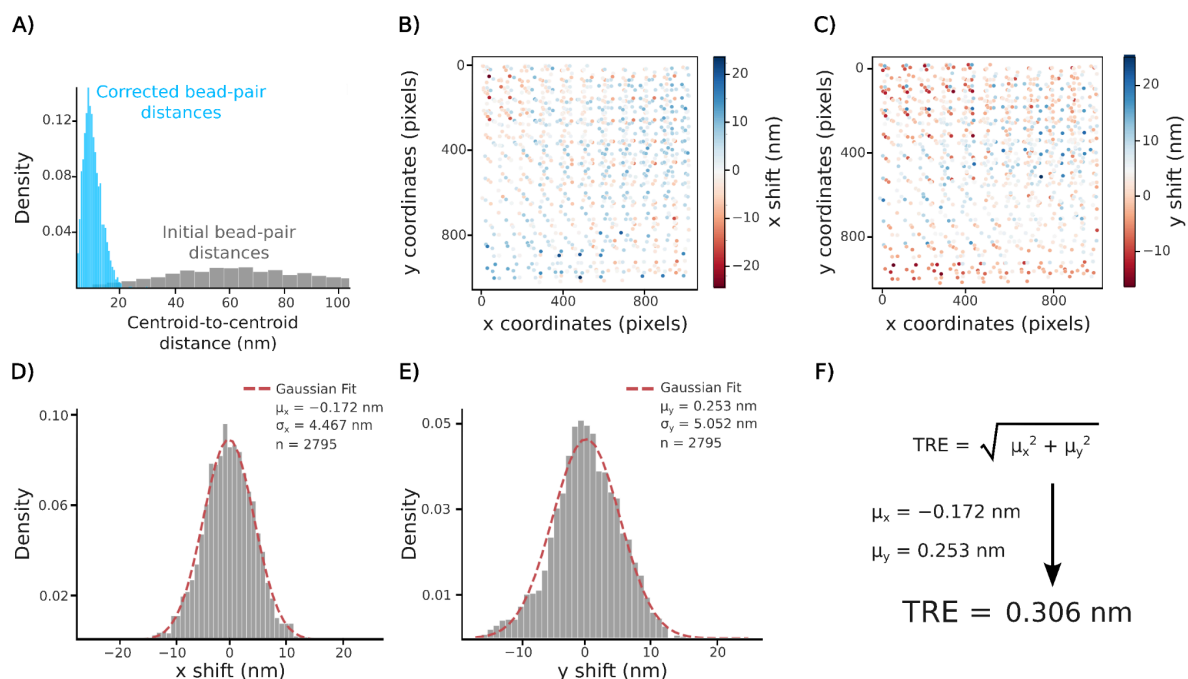 A)
Corrected bead-pair
distances
Initial bead-pair
distances
Density
0.12
0.08
0.04
20
40
60
80
100
Centroid-to-centroid
distance (nm)
B)
y coordinates (pixels)
0
400
800
0
400
800
x coordinates (pixels)
20
10
0
−10
−20
x shift (nm)
C)
y coordinates (pixels)
0
400
800
0
400
800
x coordinates (pixels)
20
10
0
−10
y shift (nm)
D)
Gaussian Fit
μx = −0.172 nm
σx = 4.467 nm
n = 2795
Density
0.10
0.06
0.02
−20
−10
0
10
20
x shift (nm)
E)
Gaussian Fit
μy = 0.253 nm
σy = 5.052 nm
n = 2795
Density
0.05
0.03
0.01
−10
0
10
20
y shift (nm)
F)
TRE = √ μx² + μy²
μx = −0.172 nm
μy = 0.253 nm
TRE = 0.306 nm